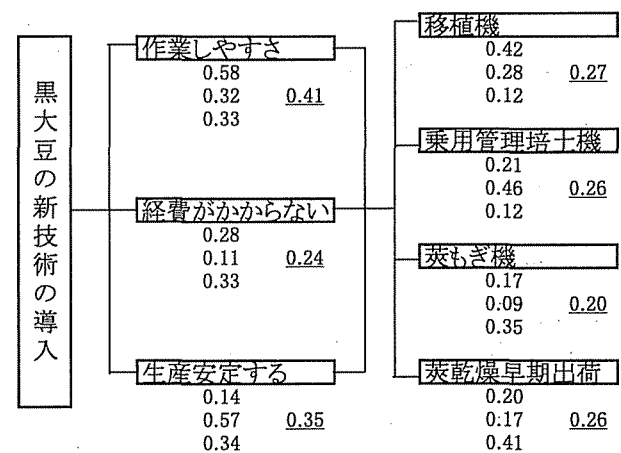 黒大豆の新技術の導入
作業しやすさ
0.58
0.32 0.41
0.33
経費がかからない
0.28
0.11 0.24
0.33
生産安定する
0.14
0.57 0.35
0.34
移植機
0.42
0.28 0.27
0.12
乗用管理培土機
0.21
0.46 0.26
0.12
莢もぎ機
0.17
0.09 0.20
0.35
莢乾燥早期出荷
0.20
0.17 0.26
0.41